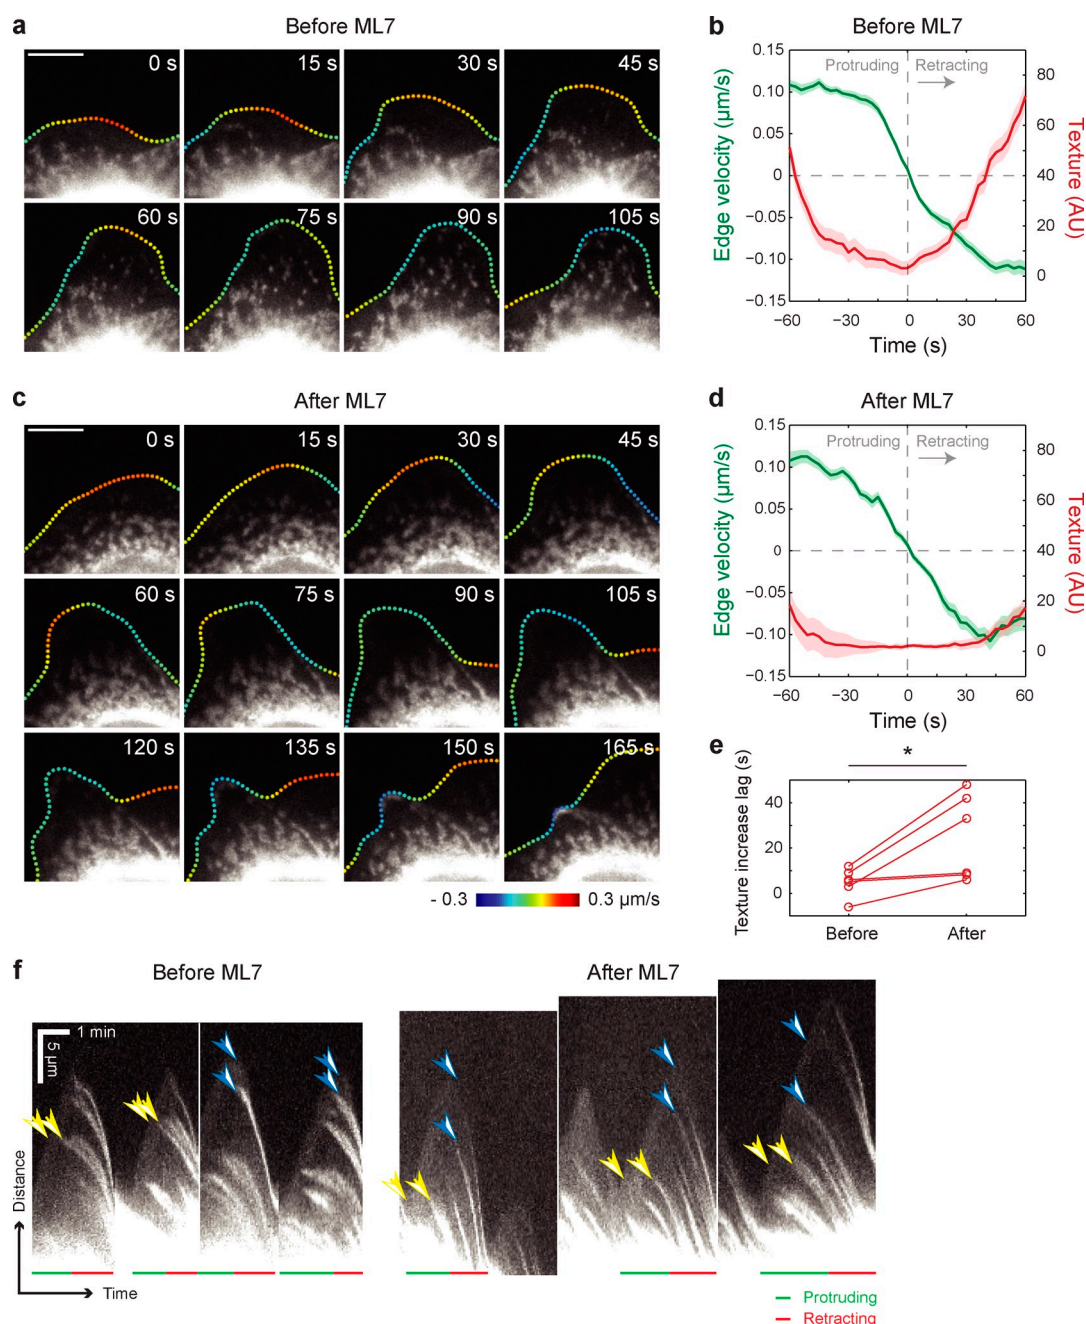 a
Before ML7
0 s
15 s
30 s
45 s
60 s
75 s
90 s
105 s
b
Before ML7
Protruding
Retracting
Edge velocity (μm/s)
0.15
0.10
0.05
0
−0.05
−0.10
−0.15
Texture (AU)
80
60
40
20
0
−60
−30
0
30
60
Time (s)
c
After ML7
0 s
15 s
30 s
45 s
60 s
75 s
90 s
105 s
120 s
135 s
150 s
165 s
- 0.3
0.3 μm/s
d
After ML7
Protruding
Retracting
Edge velocity (μm/s)
0.15
0.10
0.05
0
−0.05
−0.10
−0.15
Texture (AU)
80
60
40
20
0
−60
−30
0
30
60
Time (s)
e
*
Texture increase lag (s)
40
20
0
Before
After
f
Before ML7
After ML7
1 min
5 μm
Distance
Time
Protruding
Retracting